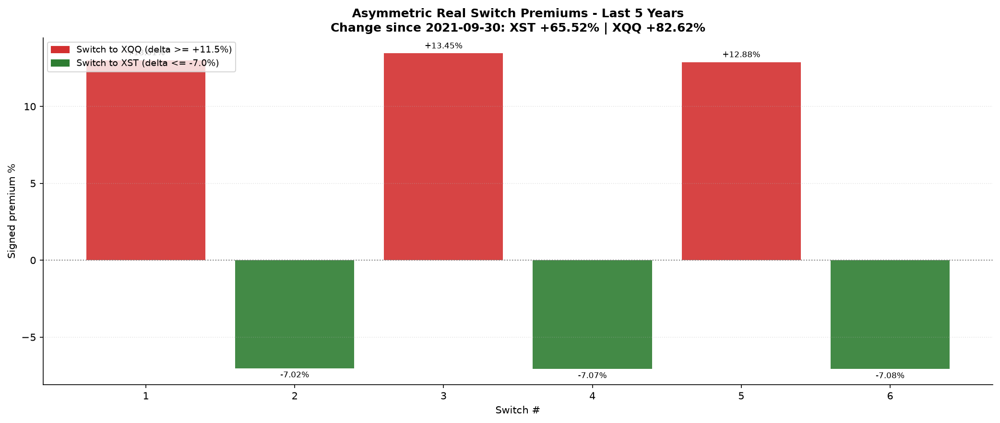 Asymmetric Real Switch Premiums - Last 5 Years
Change since 2021-09-30: XST +65.52% | XQQ +82.62%
Switch to XQQ (delta >= +11.5%)
Switch to XST (delta <= -7.0%)
+13.45%
+12.88%
10
5
0
−5
Signed premium %
-7.02%
-7.07%
-7.08%
1 2 3 4 5 6
Switch #